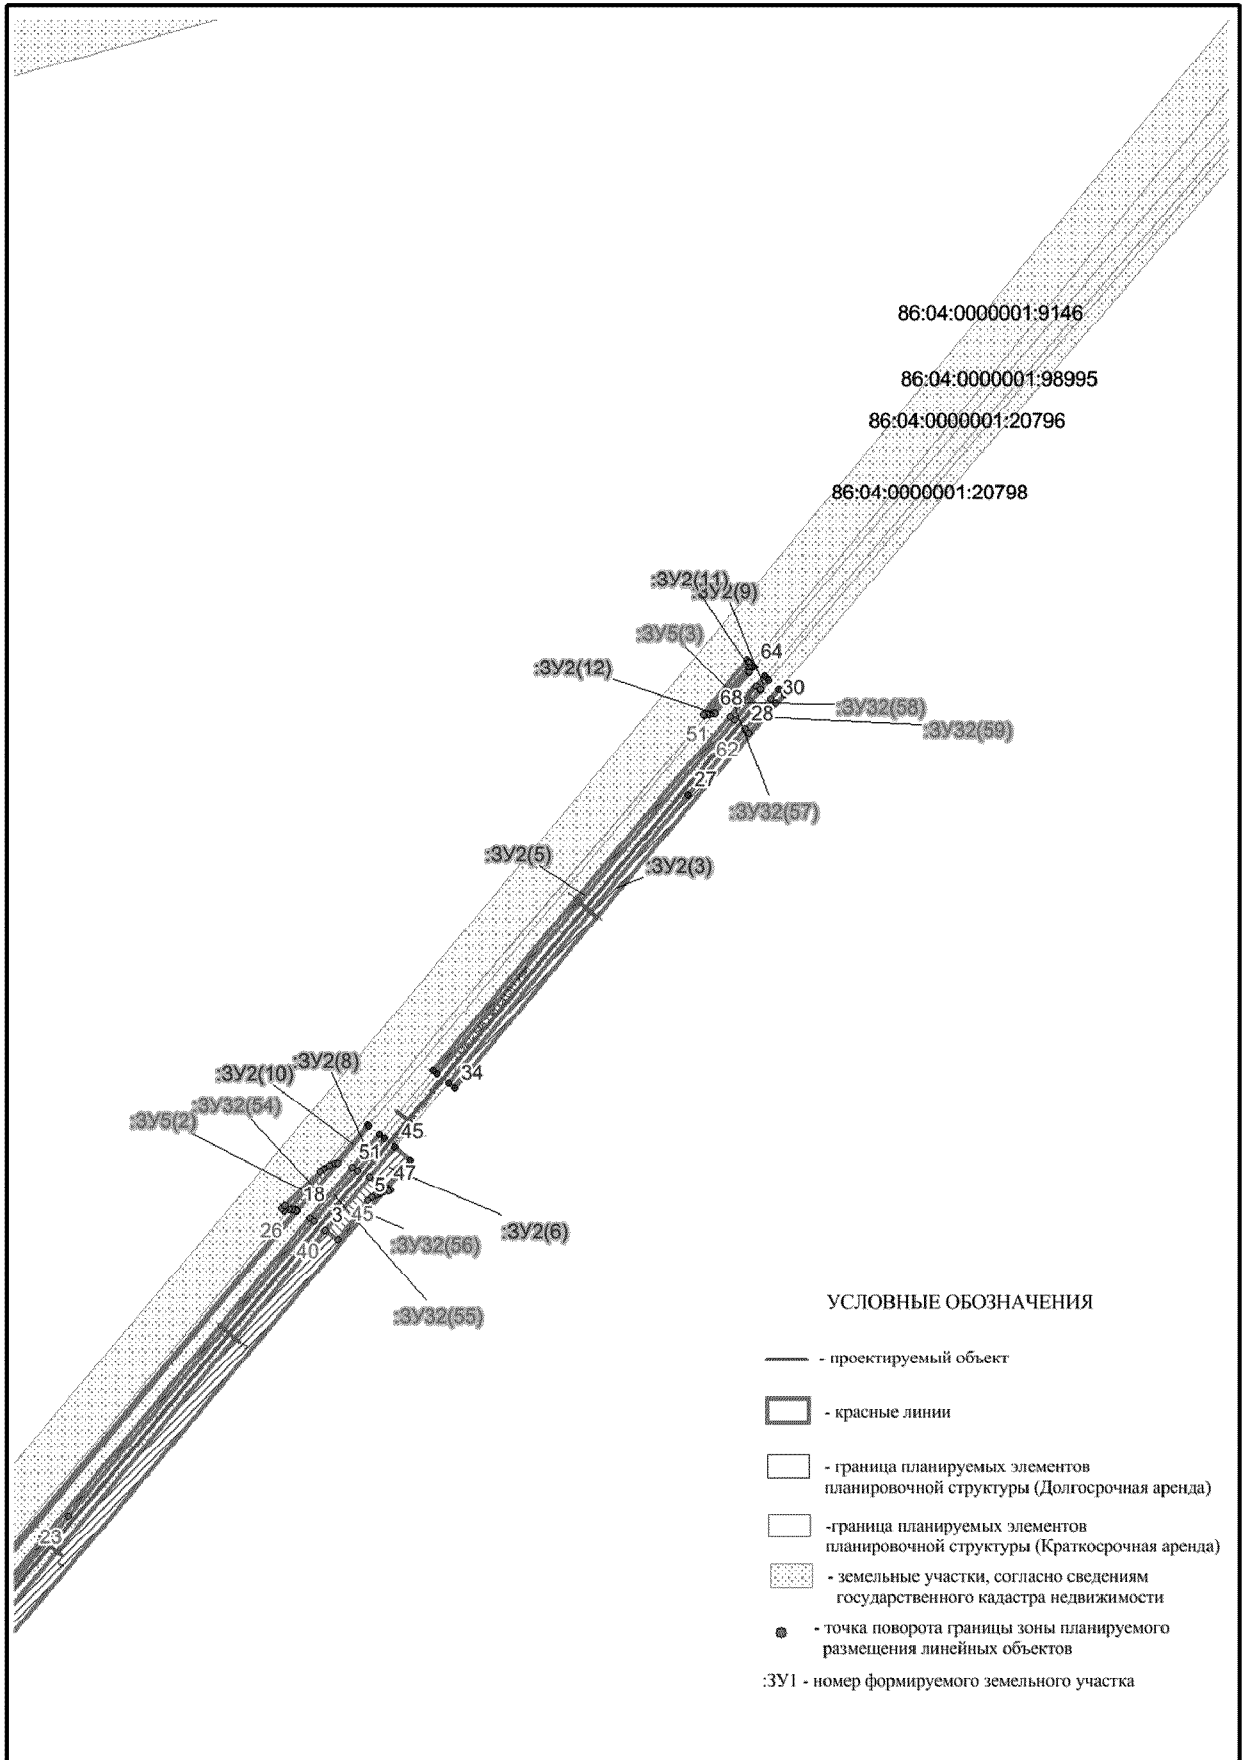 86:04:0000001:9146
86:04:0000001:98995
86:04:0000001:20796
86:04:0000001:20798
:ЗУ2(11)
:ЗУ2(9)
:ЗУ5(3)
64
:ЗУ2(12)
30
68
:ЗУ32(58)
28
51
:ЗУ32(59)
62
27
:ЗУ32(57)
:ЗУ2(5)
:ЗУ2(3)
34
:ЗУ2(8)
:ЗУ2(10)
:ЗУ32(54)
:ЗУ5(2)
45
51
47
5
18
3
45
26
40
:ЗУ2(6)
:ЗУ32(56)
:ЗУ32(55)
23
УСЛОВНЫЕ ОБОЗНАЧЕНИЯ
- проектируемый объект
- красные линии
- граница планируемых элементов
планировочной структуры (Долгосрочная аренда)
-граница планируемых элементов
планировочной структуры (Краткосрочная аренда)
- земельные участки, согласно сведениям
государственного кадастра недвижимости
- точка поворота границы зоны планируемого
размещения линейных объектов
:ЗУ1 - номер формируемого земельного участка